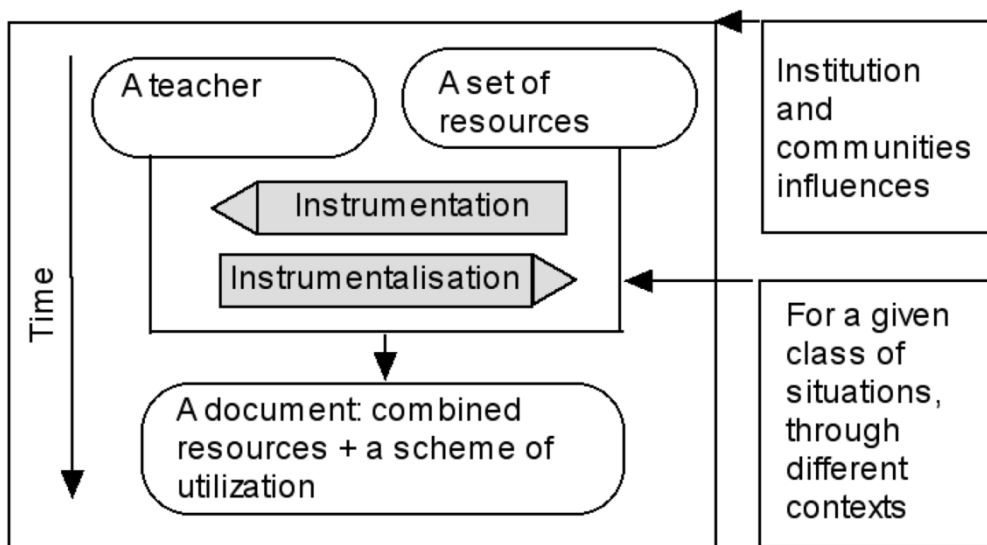 A teacher
A set of
resources
Institution
and
communities
influences
Instrumentation
Instrumentalisation
Time
For a given
class of
situations,
through
different
contexts
A document: combined
resources + a scheme of
utilization